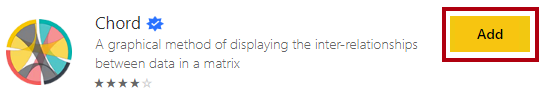 Chord
Add
A graphical method of displaying the inter-relationships
between data in a matrix